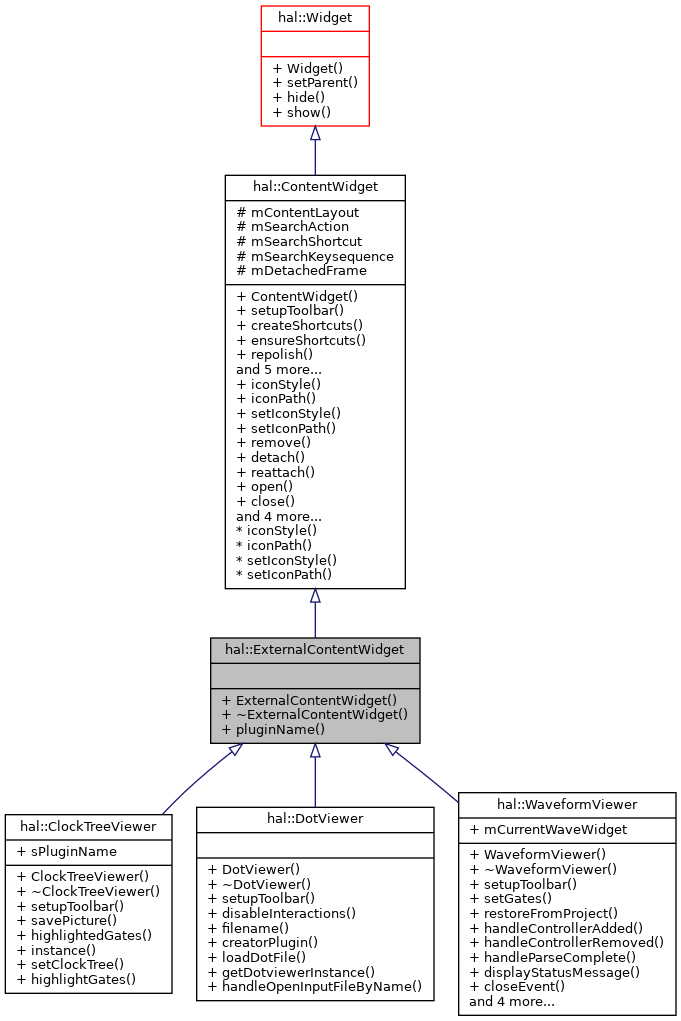 hal::Widget
+ Widget()
+ setParent()
+ hide()
+ show()
hal::ContentWidget
# mContentLayout
# mSearchAction
# mSearchShortcut
# mSearchKeysequence
# mDetachedFrame
+ ContentWidget()
+ setupToolbar()
+ createShortcuts()
+ ensureShortcuts()
+ repolish()
and 5 more...
+ iconStyle()
+ iconPath()
+ setIconStyle()
+ setIconPath()
+ remove()
+ detach()
+ reattach()
+ open()
+ close()
and 4 more...
* iconStyle()
* iconPath()
* setIconStyle()
* setIconPath()
hal::ExternalContentWidget
+ ExternalContentWidget()
+ ~ExternalContentWidget()
+ pluginName()
hal::ClockTreeViewer
+ sPluginName
+ ClockTreeViewer()
+ ~ClockTreeViewer()
+ setupToolbar()
+ savePicture()
+ highlightedGates()
+ instance()
+ setClockTree()
+ highlightGates()
hal::DotViewer
+ DotViewer()
+ ~DotViewer()
+ setupToolbar()
+ disableInteractions()
+ filename()
+ creatorPlugin()
+ loadDotFile()
+ getDotviewerInstance()
+ handleOpenInputFileByName()
hal::WaveformViewer
+ mCurrentWaveWidget
+ WaveformViewer()
+ ~WaveformViewer()
+ setupToolbar()
+ setGates()
+ restoreFromProject()
+ handleControllerAdded()
+ handleControllerRemoved()
+ handleParseComplete()
+ displayStatusMessage()
+ closeEvent()
and 4 more...